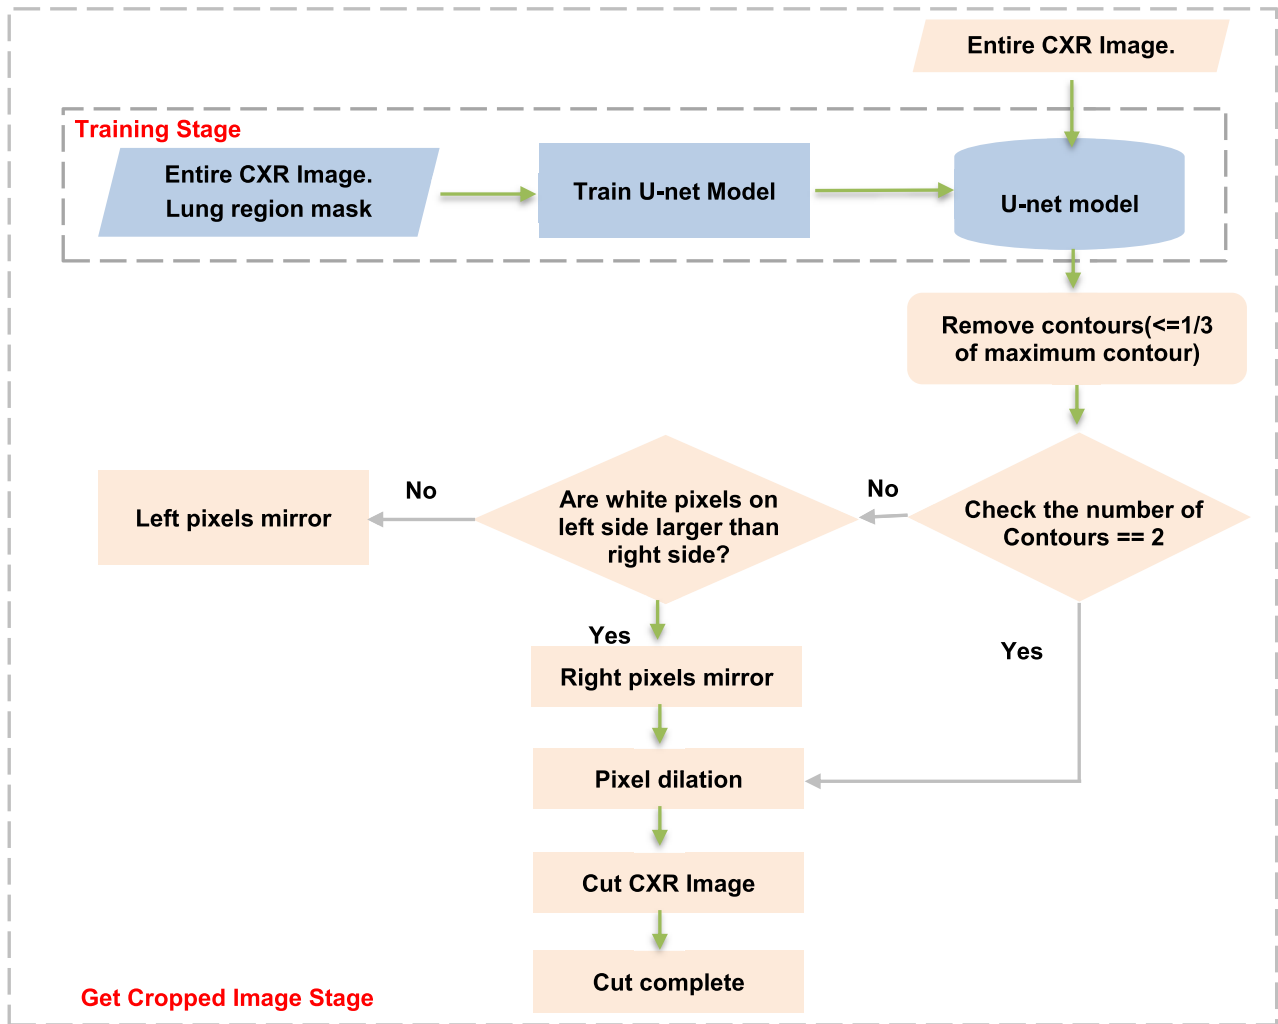 Entire CXR Image.
Training Stage
Entire CXR Image.
Lung region mask
Train U-net Model
U-net model
Remove contours(<=1/3
of maximum contour)
Check the number of
Contours == 2
No
Are white pixels on
left side larger than
right side?
No
Left pixels mirror
Yes
Yes
Right pixels mirror
Pixel dilation
Cut CXR Image
Cut complete
Get Cropped Image Stage